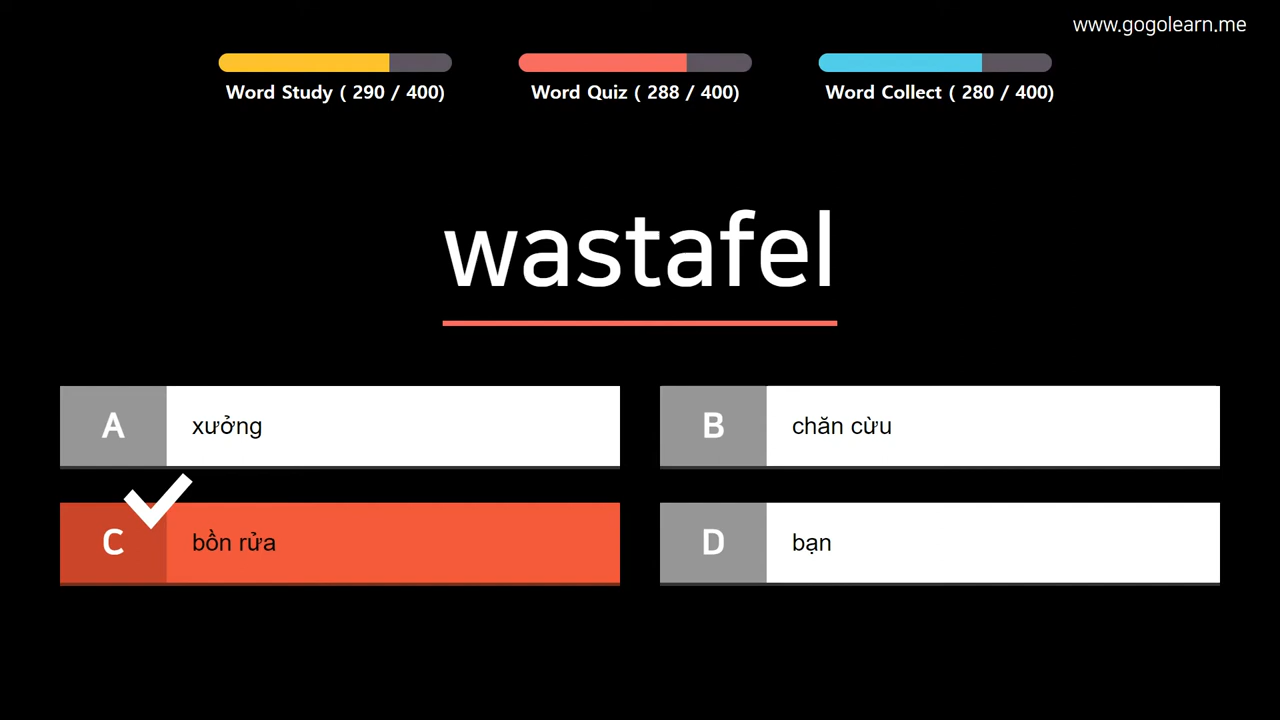 www.gogolearn.me
Word Study ( 290 / 400)
Word Quiz ( 288 / 400)
Word Collect ( 280 / 400)
wastafel
A xưởng
B chăn cừu
C bồn rửa
D bạn